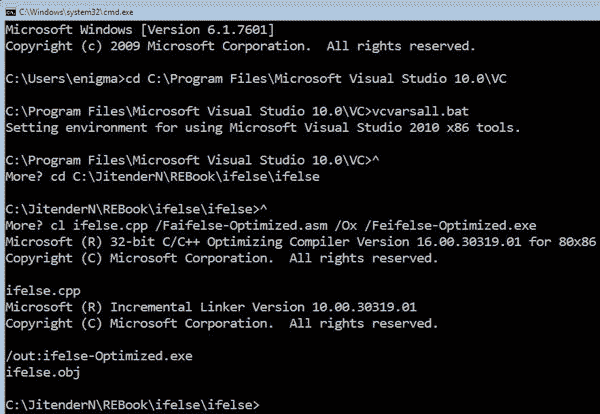 C:\Windows\system32\cmd.exe
Microsoft Windows [Version 6.1.7601]
Copyright (c) 2009 Microsoft Corporation.  All rights reserved.
C:\Users\enigma>cd C:\Program Files\Microsoft Visual Studio 10.0\VC
C:\Program Files\Microsoft Visual Studio 10.0\VC>vcvarsall.bat
Setting environment for using Microsoft Visual Studio 2010 x86 tools.
C:\Program Files\Microsoft Visual Studio 10.0\VC>^
More? cd C:\JitenderN\REBook\ifelse\ifelse
C:\JitenderN\REBook\ifelse\ifelse>^
More? cl ifelse.cpp /Faifelse-Optimized.asm /Ox /Feifelse-Optimized.exe
Microsoft (R) 32-bit C/C++ Optimizing Compiler Version 16.00.30319.01 for 80x86
Copyright (C) Microsoft Corporation.  All rights reserved.
ifelse.cpp
Microsoft (R) Incremental Linker Version 10.00.30319.01
Copyright (C) Microsoft Corporation.  All rights reserved.
/out:ifelse-Optimized.exe
ifelse.obj
C:\JitenderN\REBook\ifelse\ifelse>